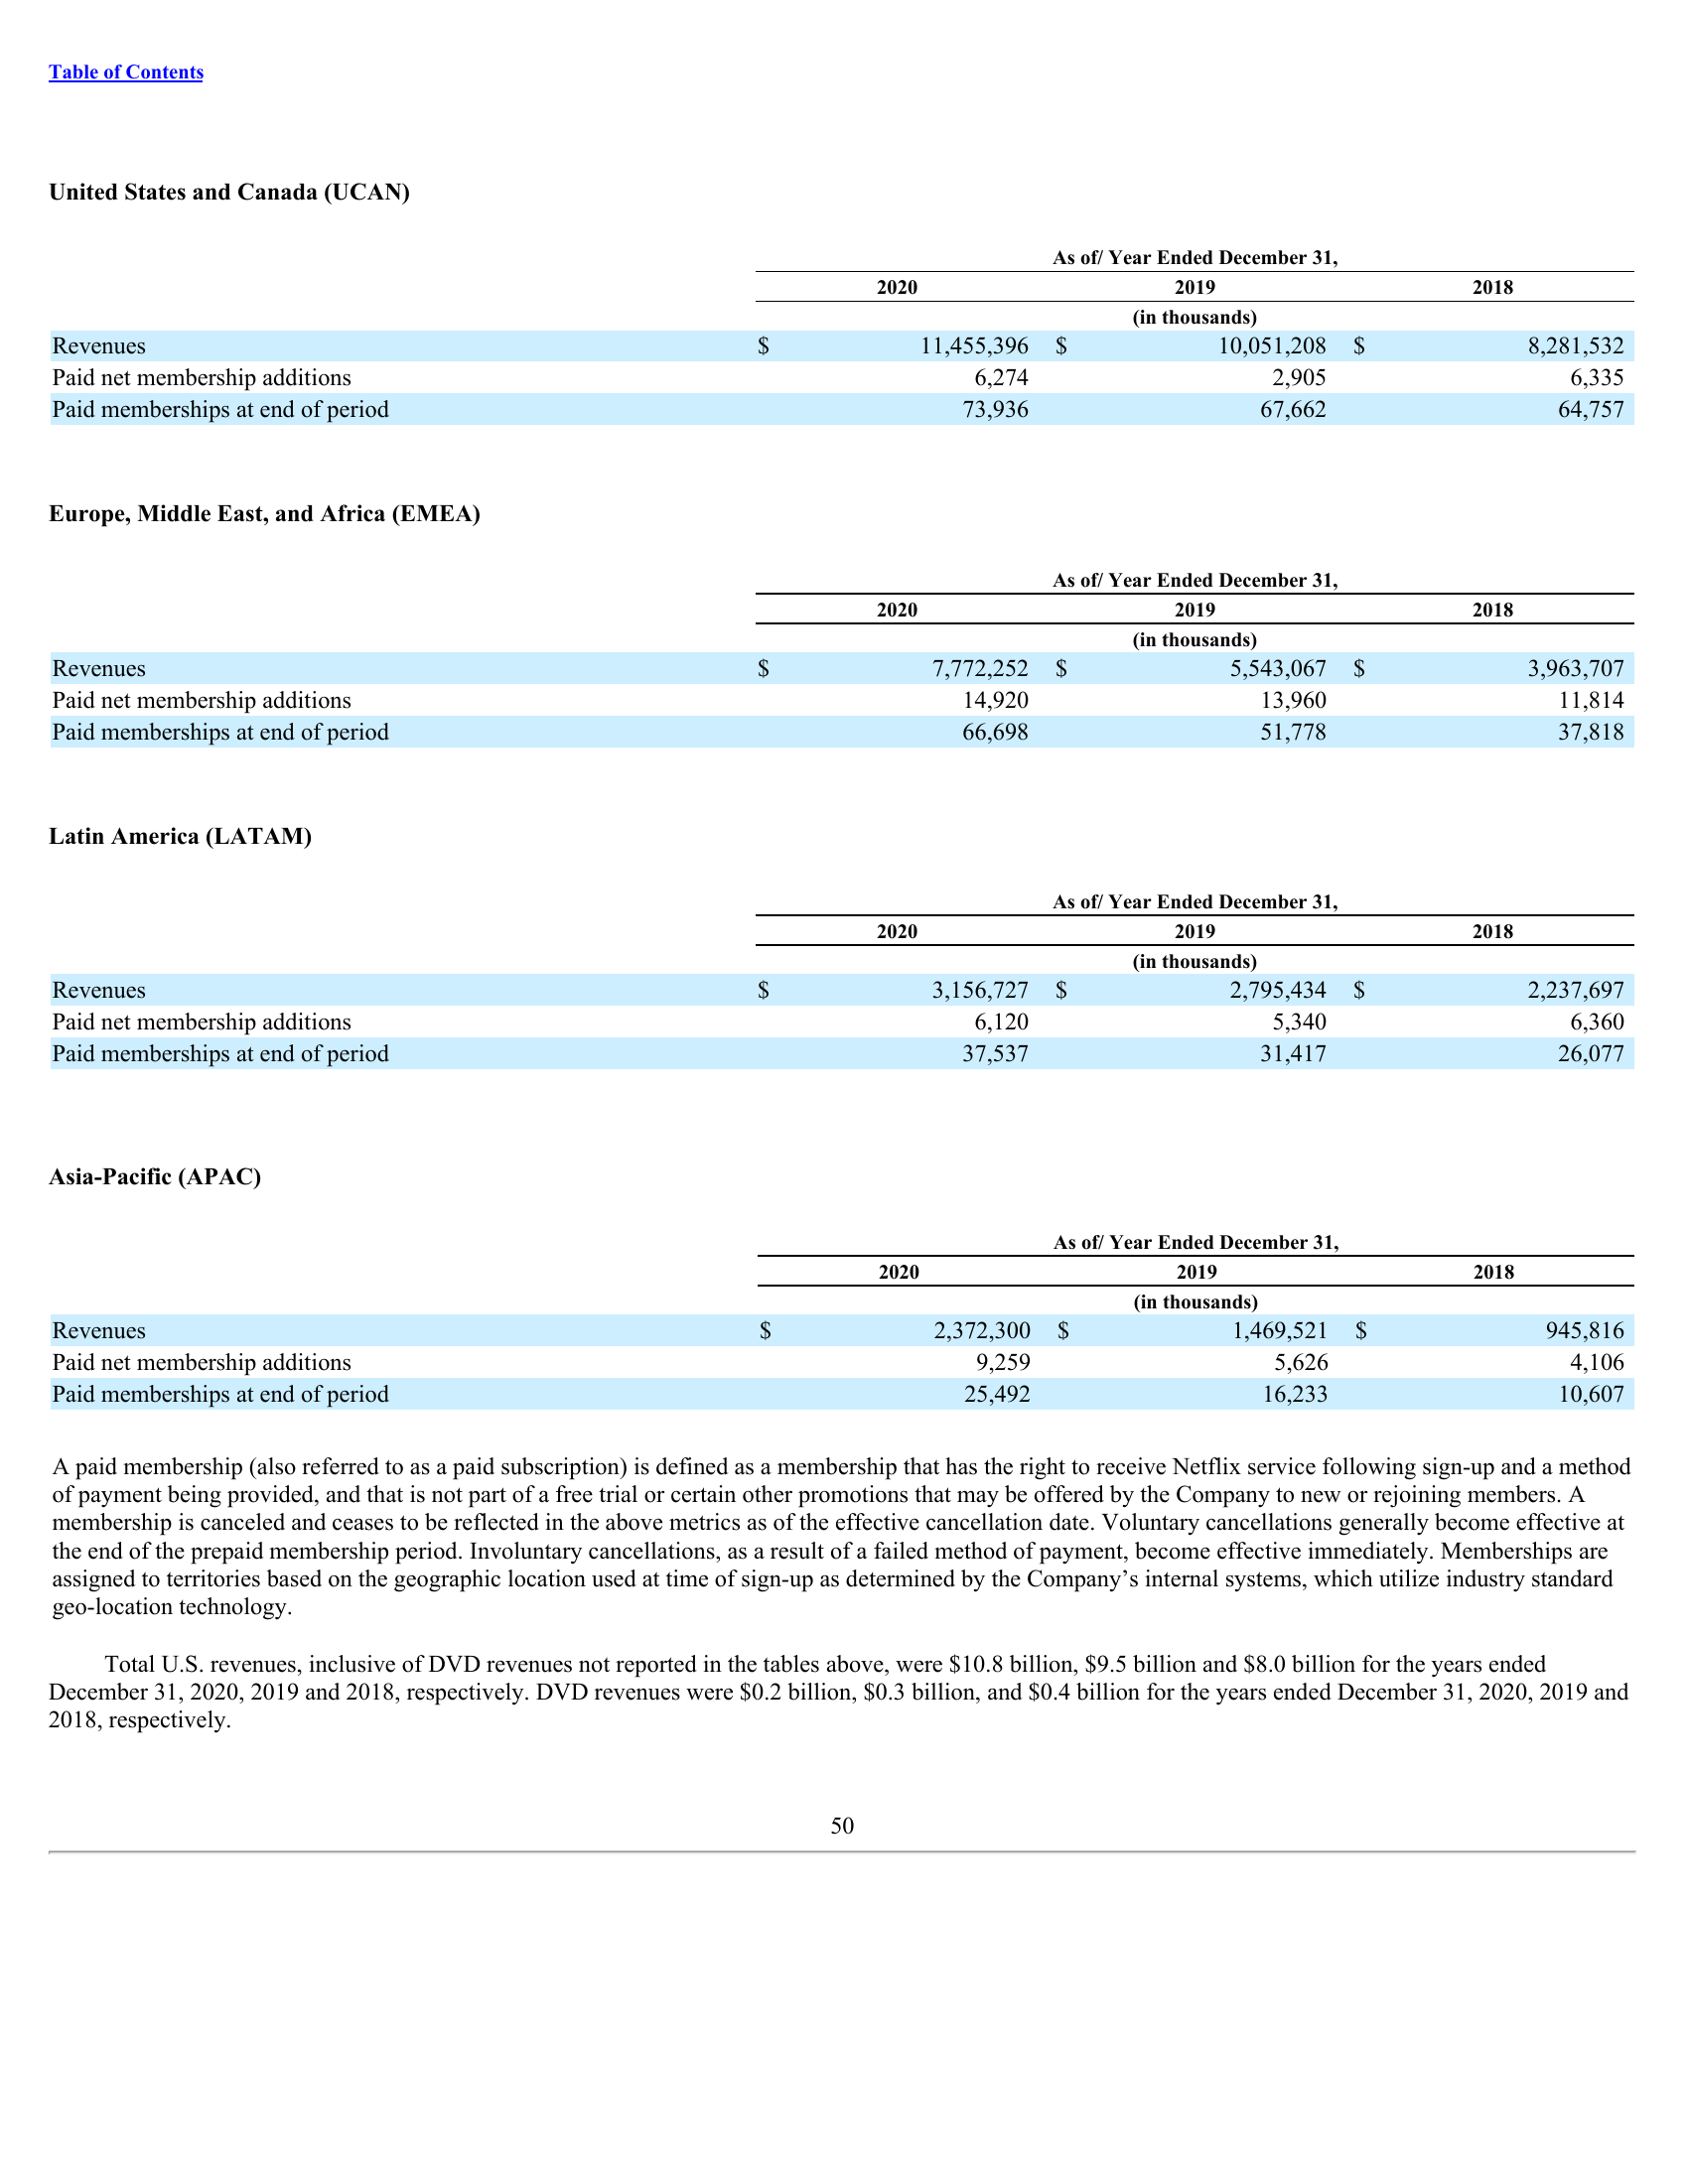 Table of Contents
United States and Canada (UCAN)
As of/ Year Ended December 31,
2020 2019 2018
(in thousands)
Revenues $ 11,455,396 $ 10,051,208 $ 8,281,532
Paid net membership additions 6,274 2,905 6,335
Paid memberships at end of period 73,936 67,662 64,757
Europe, Middle East, and Africa (EMEA)
As of/ Year Ended December 31,
2020 2019 2018
(in thousands)
Revenues $ 7,772,252 $ 5,543,067 $ 3,963,707
Paid net membership additions 14,920 13,960 11,814
Paid memberships at end of period 66,698 51,778 37,818
Latin America (LATAM)
As of/ Year Ended December 31,
2020 2019 2018
(in thousands)
Revenues $ 3,156,727 $ 2,795,434 $ 2,237,697
Paid net membership additions 6,120 5,340 6,360
Paid memberships at end of period 37,537 31,417 26,077
Asia-Pacific (APAC)
As of/ Year Ended December 31,
2020 2019 2018
(in thousands)
Revenues $ 2,372,300 $ 1,469,521 $ 945,816
Paid net membership additions 9,259 5,626 4,106
Paid memberships at end of period 25,492 16,233 10,607
A paid membership (also referred to as a paid subscription) is defined as a membership that has the right to receive Netflix service following sign-up and a method
of payment being provided, and that is not part of a free trial or certain other promotions that may be offered by the Company to new or rejoining members. A
membership is canceled and ceases to be reflected in the above metrics as of the effective cancellation date. Voluntary cancellations generally become effective at
the end of the prepaid membership period. Involuntary cancellations, as a result of a failed method of payment, become effective immediately. Memberships are
assigned to territories based on the geographic location used at time of sign-up as determined by the Company’s internal systems, which utilize industry standard
geo-location technology.
Total U.S. revenues, inclusive of DVD revenues not reported in the tables above, were $10.8 billion, $9.5 billion and $8.0 billion for the years ended
December 31, 2020, 2019 and 2018, respectively. DVD revenues were $0.2 billion, $0.3 billion, and $0.4 billion for the years ended December 31, 2020, 2019 and
2018, respectively.
50